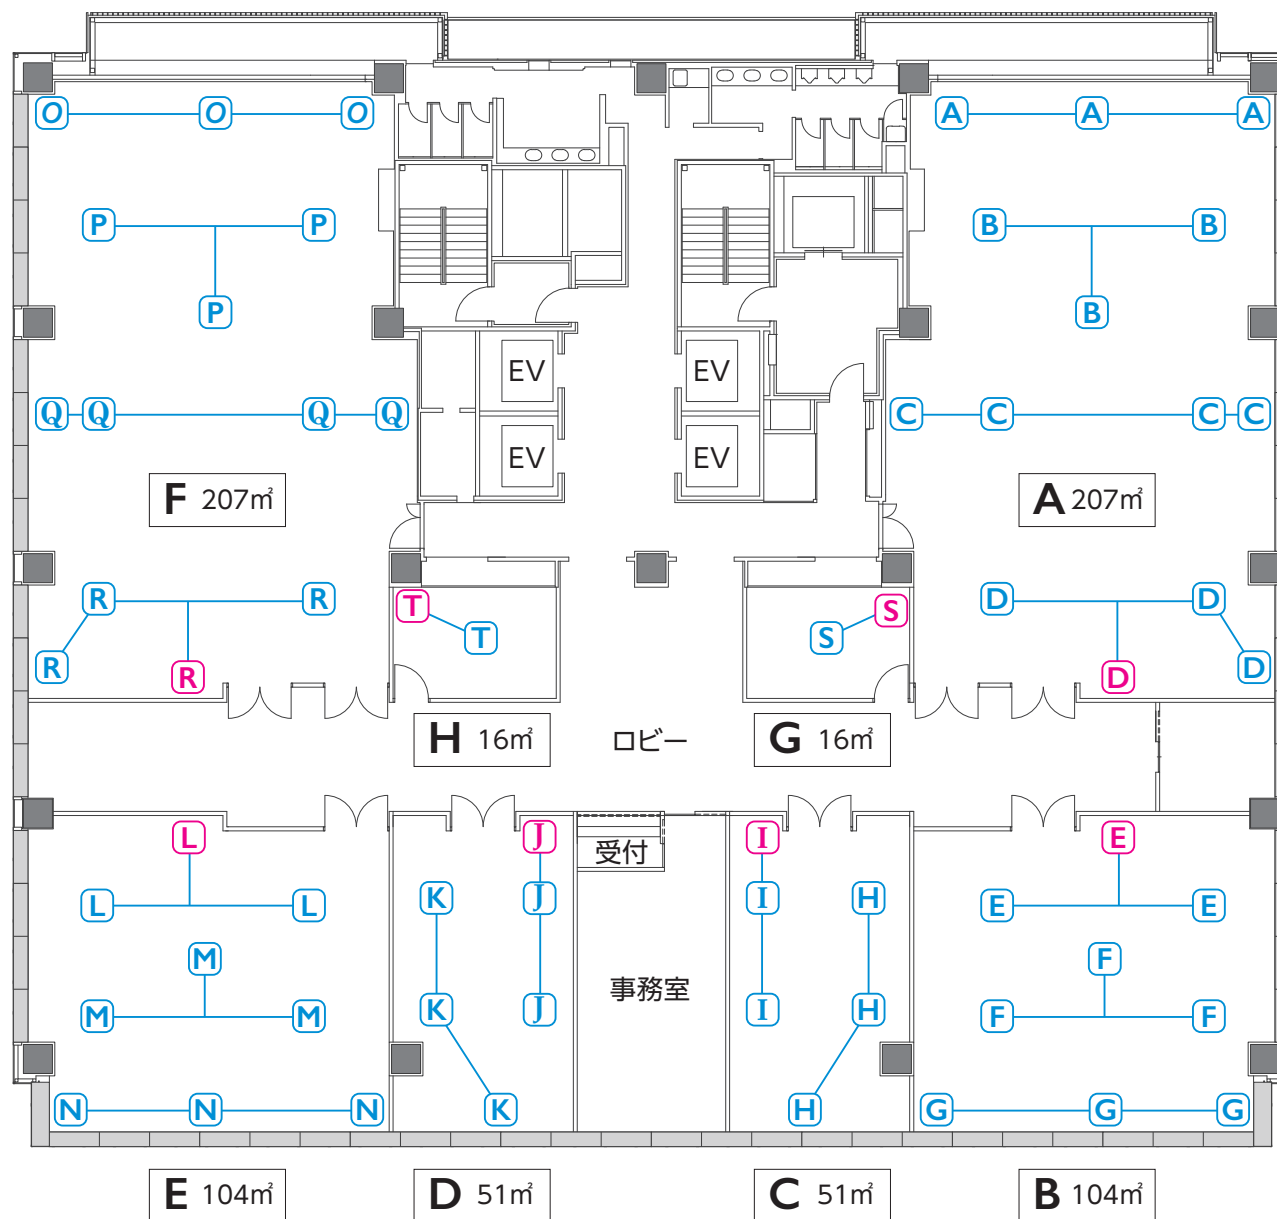 O O O A A A
P P B B
P B
EV EV
Q Q Q Q C C C C
EV EV
F 207㎡ A 207㎡
R R T S D D
T S
R R D D
H 16㎡ ロビー G 16㎡
L J 受付 I E
L L K J I H E E
M F
M M K J 事務室 I H F F
N N N K H G G G
E 104㎡ D 51㎡ C 51㎡ B 104㎡